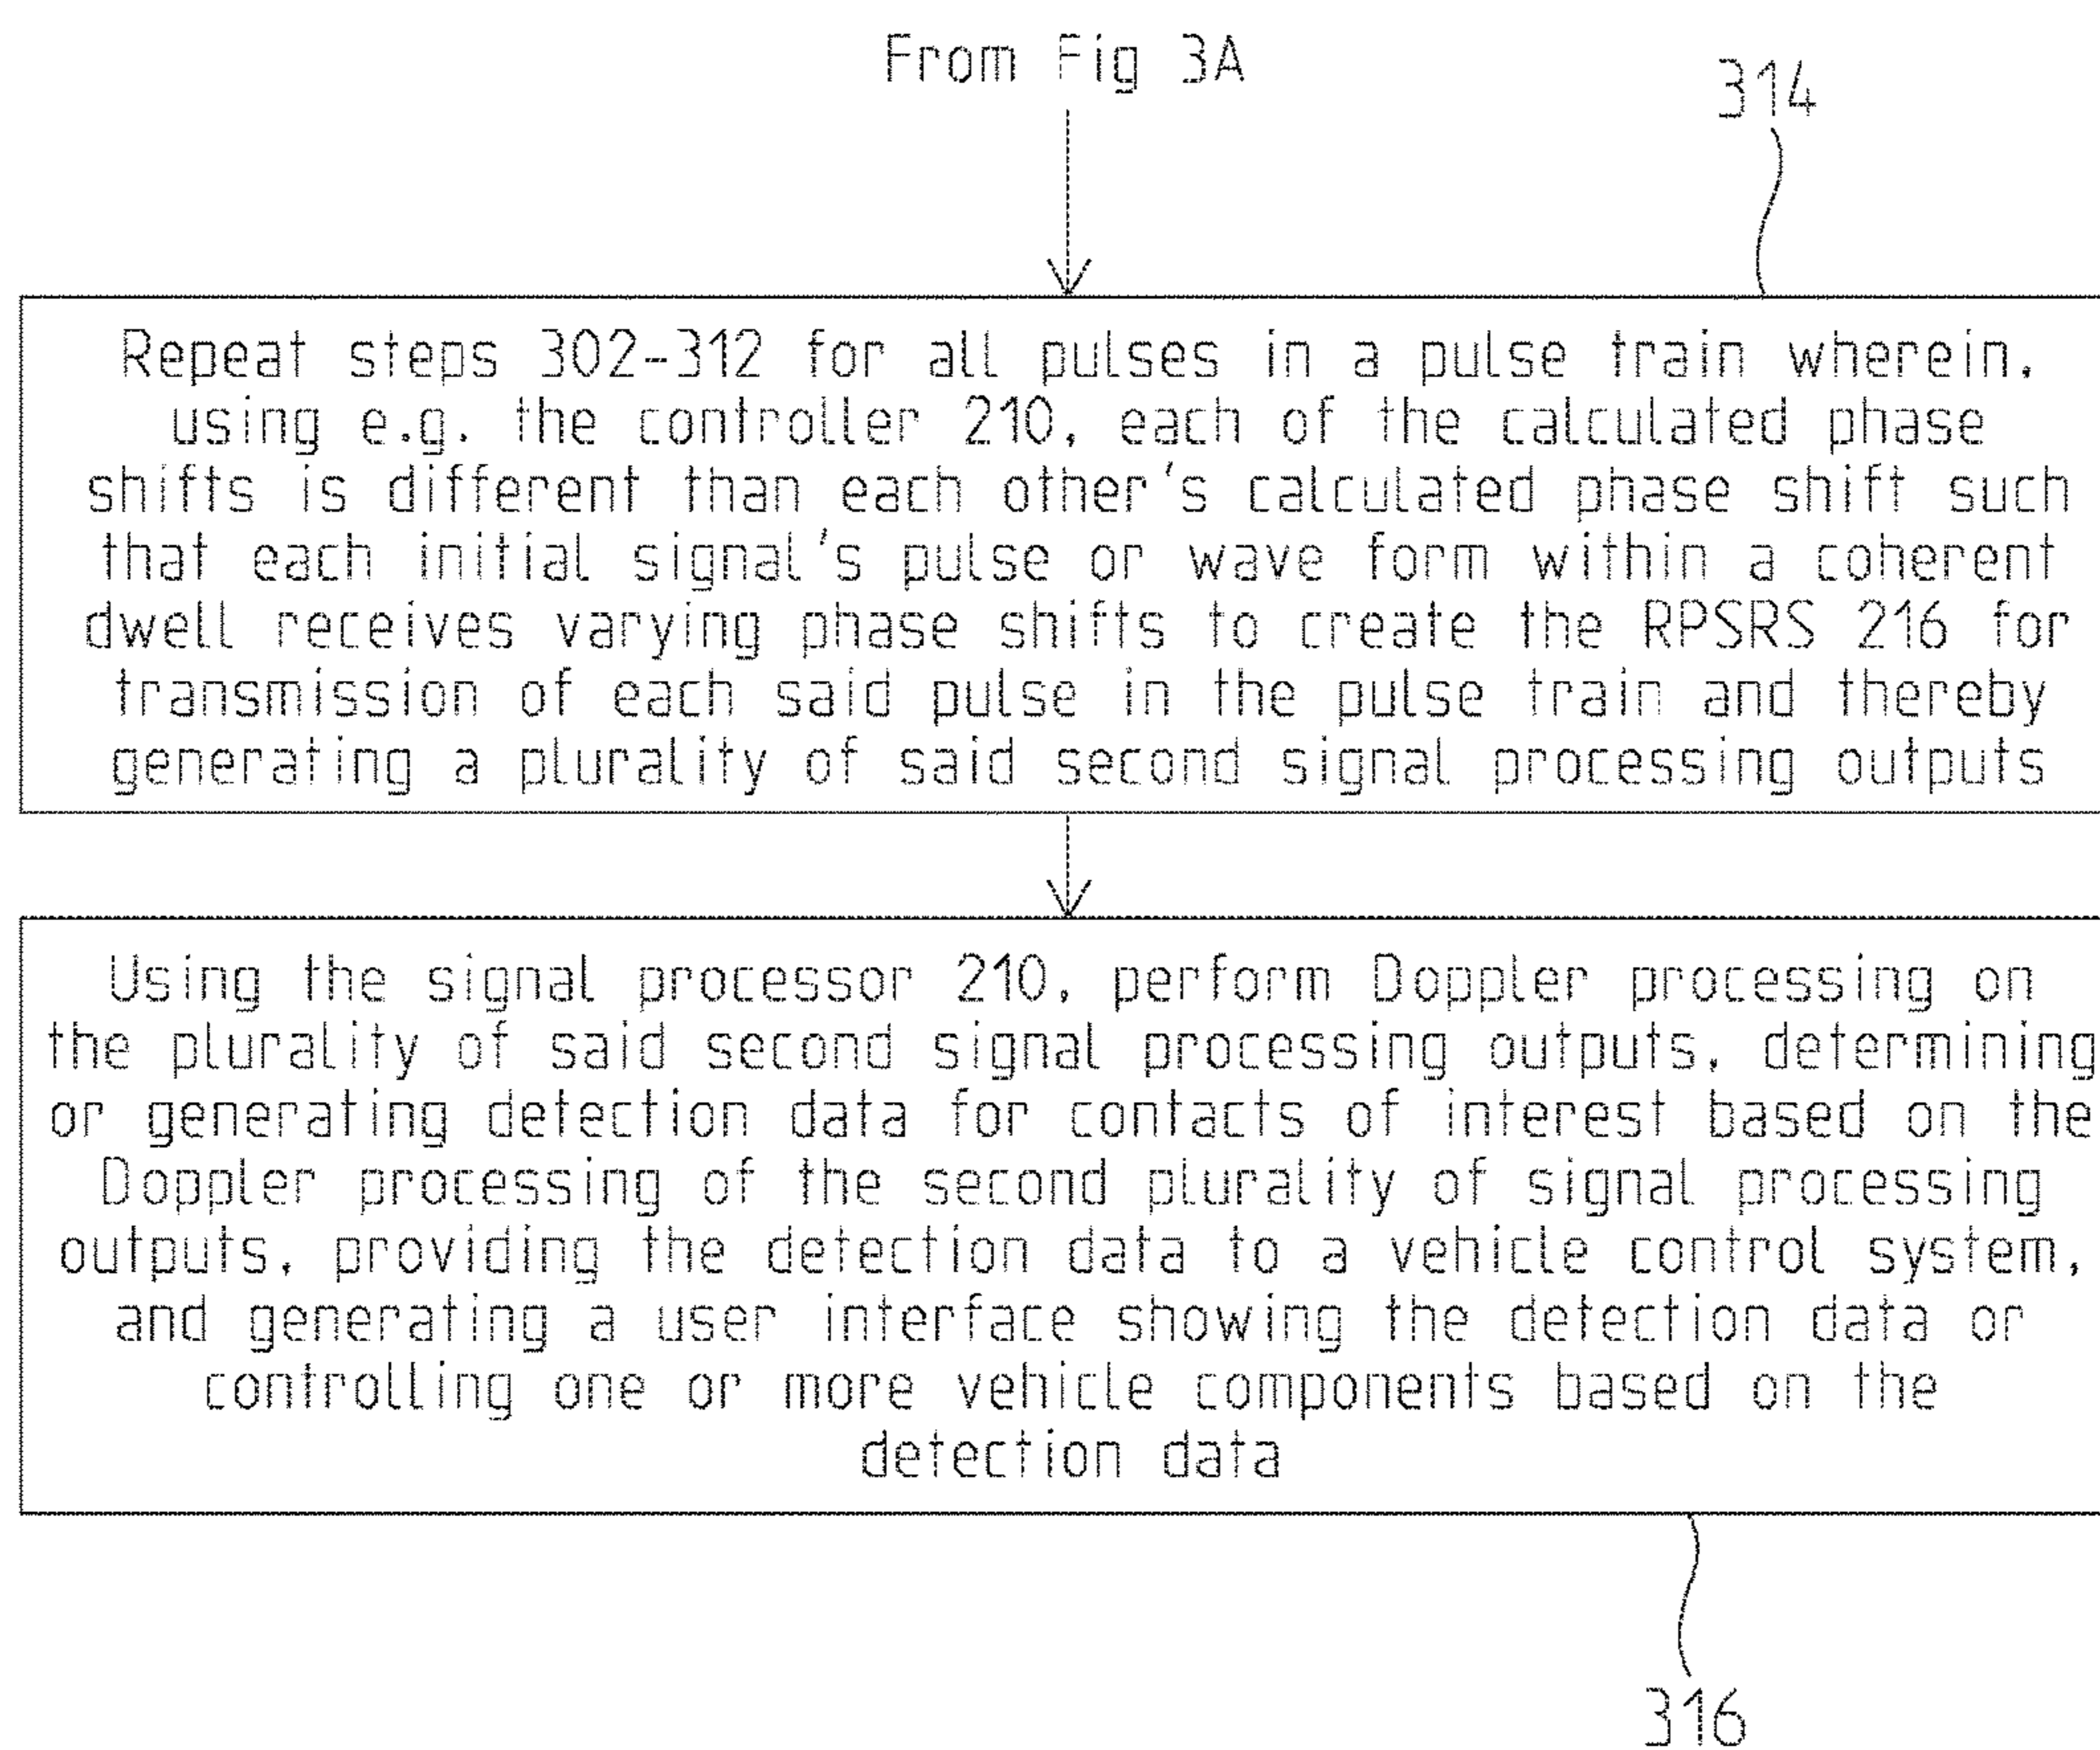 From Fig 3A
314
Repeat steps 302-312 for all pulses in a pulse train wherein,
using e.g. the controller 210, each of the calculated phase
shifts is different than each other's calculated phase shift such
that each initial signal's pulse or wave form within a coherent
dwell receives varying phase shifts to create the RPSRS 216 for
transmission of each said pulse in the pulse train and thereby
generating a plurality of said second signal processing outputs
Using the signal processor 210, perform Doppler processing on
the plurality of said second signal processing outputs, determining
or generating detection data for contacts of interest based on the
Doppler processing of the second plurality of signal processing
outputs, providing the detection data to a vehicle control system,
and generating a user interface showing the detection data or
controlling one or more vehicle components based on the
detection data
316